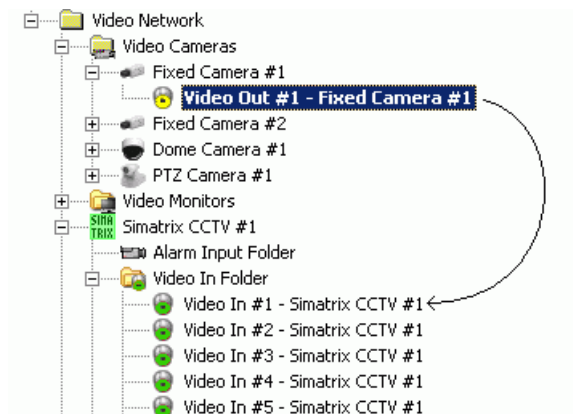 Video Network
Video Cameras
Fixed Camera #1
Video Out #1 - Fixed Camera #1
Fixed Camera #2
Dome Camera #1
PTZ Camera #1
Video Monitors
SIMA
TRIX
Simatrix CCTV #1
Alarm Input Folder
Video In Folder
Video In #1 - Simatrix CCTV #1
Video In #2 - Simatrix CCTV #1
Video In #3 - Simatrix CCTV #1
Video In #4 - Simatrix CCTV #1
Video In #5 - Simatrix CCTV #1